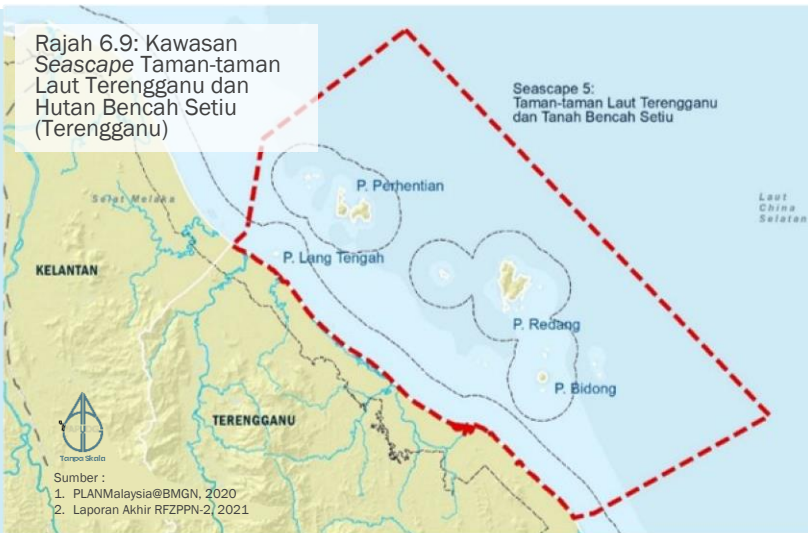 Rajah 6.9: Kawasan
Seascape Taman-taman
Laut Terengganu dan
Hutan Bencah Setiu
(Terengganu)
Seascape 5:
Taman-taman Laut Terengganu
dan Tanah Bencah Setiu
P. Perhentian
Selat Melaka
Laut
China
Selatan
P. Lang Tengah
KELANTAN
P. Redang
P. Bidong
TERENGGANU
Tanpa Skala
Sumber :
1. PLANMalaysia@BMGN, 2020
2. Laporan Akhir RFZPPN-2, 2021